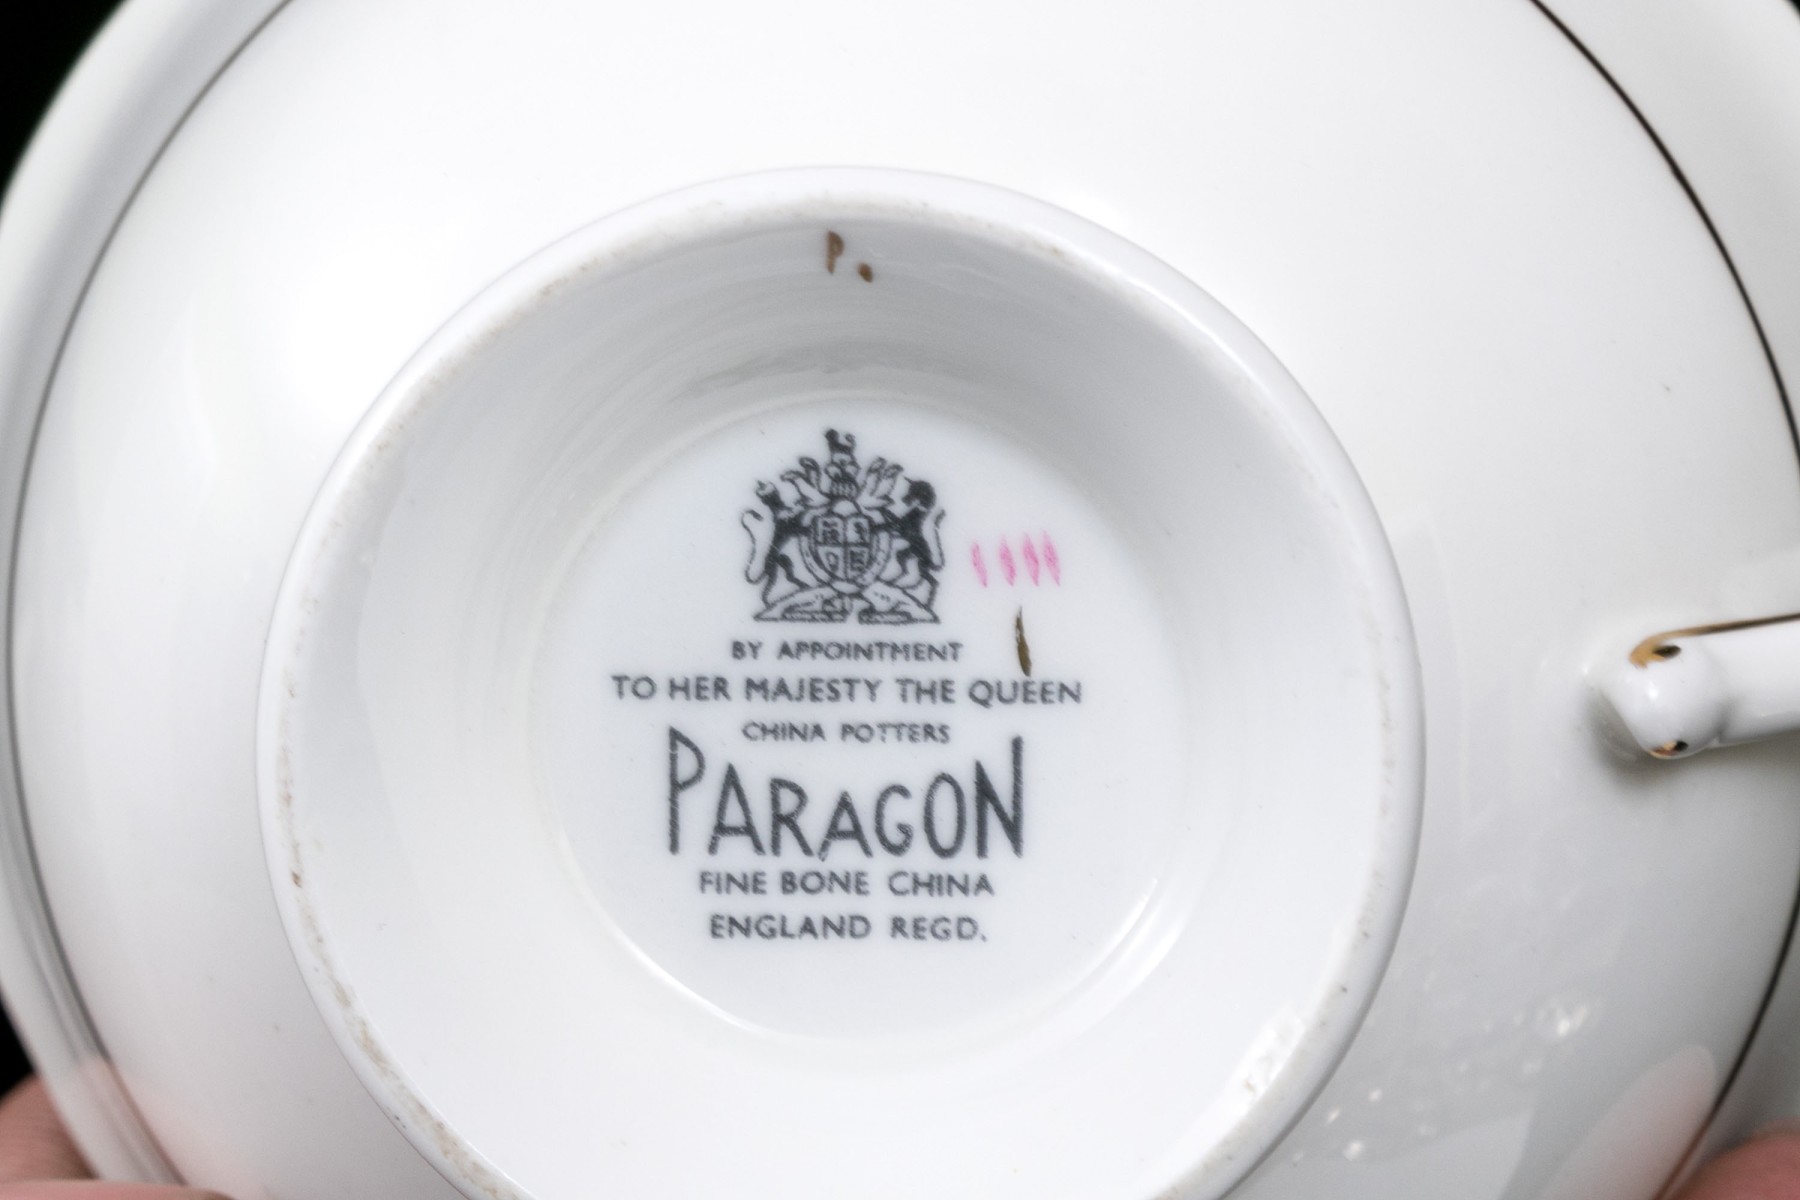 P.
BY APPOINTMENT
TO HER MAJESTY THE QUEEN
CHINA POTTERS
PARAGON
FINE BONE CHINA
ENGLAND REGD.